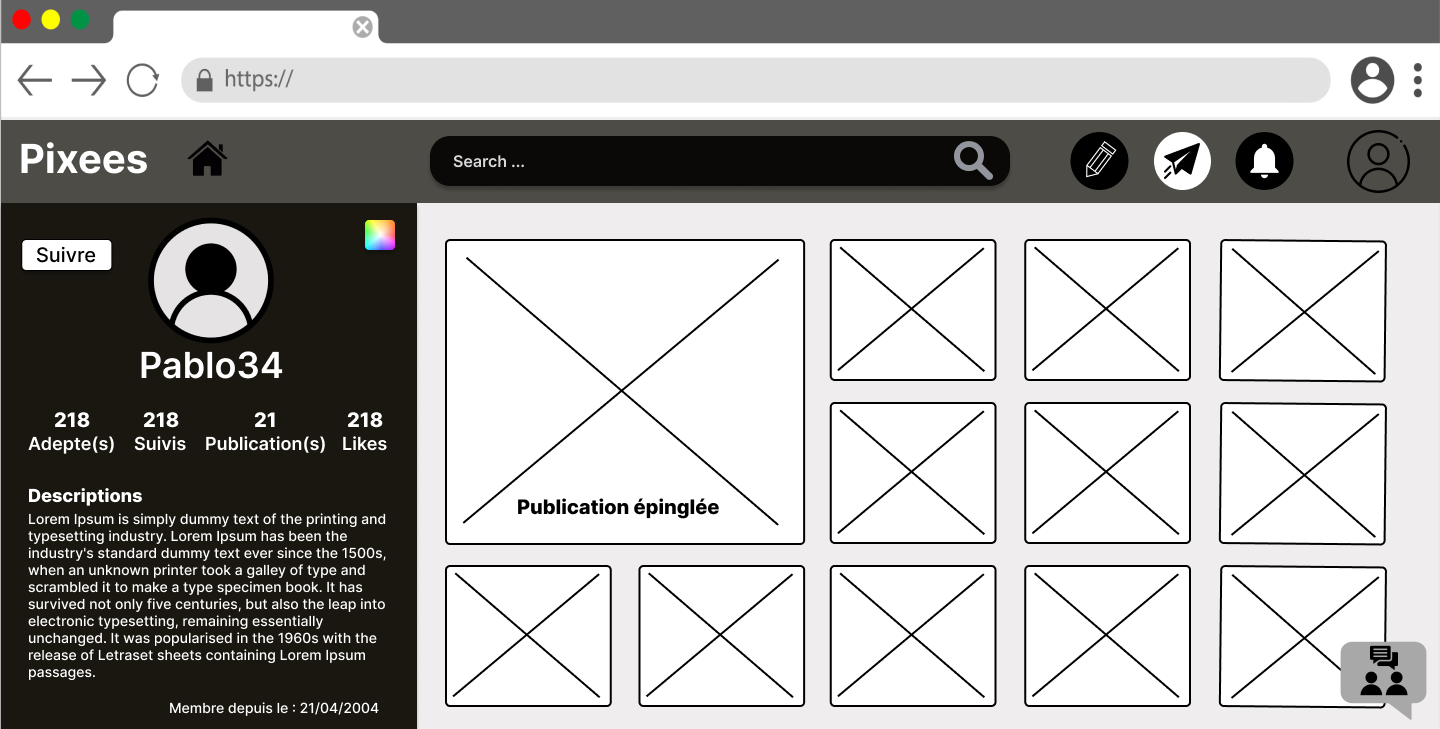 https://
Pixees
Search ...
Suivre
Pablo34
218 218 21 218
Adepte(s) Suivis Publication(s) Likes
Descriptions
Lorem Ipsum is simply dummy text of the printing and
typesetting industry. Lorem Ipsum has been the
industry's standard dummy text ever since the 1500s,
when an unknown printer took a galley of type and
scrambled it to make a type specimen book. It has
survived not only five centuries, but also the leap into
electronic typesetting, remaining essentially
unchanged. It was popularised in the 1960s with the
release of Letraset sheets containing Lorem Ipsum
passages.
Membre depuis le : 21/04/2004
Publication épinglée